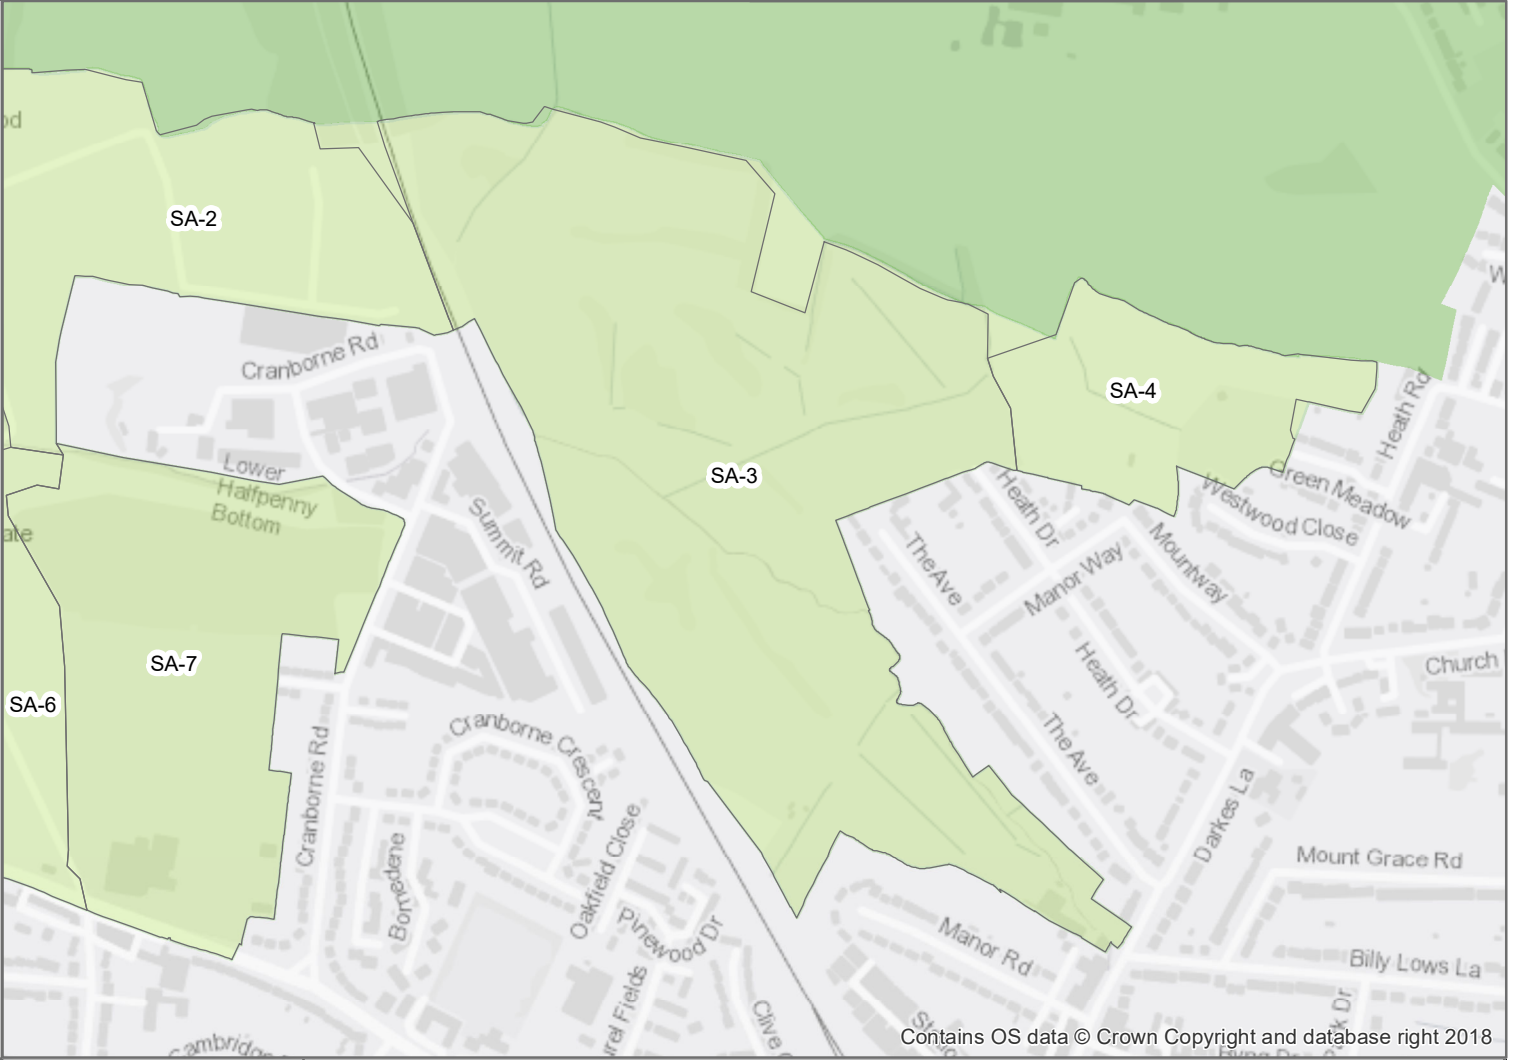 SA-2
Cranborne Rd
SA-4
Heath Rd
Lower
Halfpenny
Bottom
SA-3
Summit Rd
Heath Dr
Green Meadow
Westwood Close
The Ave
Manor Way
Mountway
SA-7
SA-6
Heath Dr
Church
Cranborne Rd
Cranborne Crescent
The Ave
Darkes La
Oakfield Close
Mount Grace Rd
Pinewood Dr
Manor Rd
Billy Lows La
Clive
Contains OS data © Crown Copyright and database right 2018